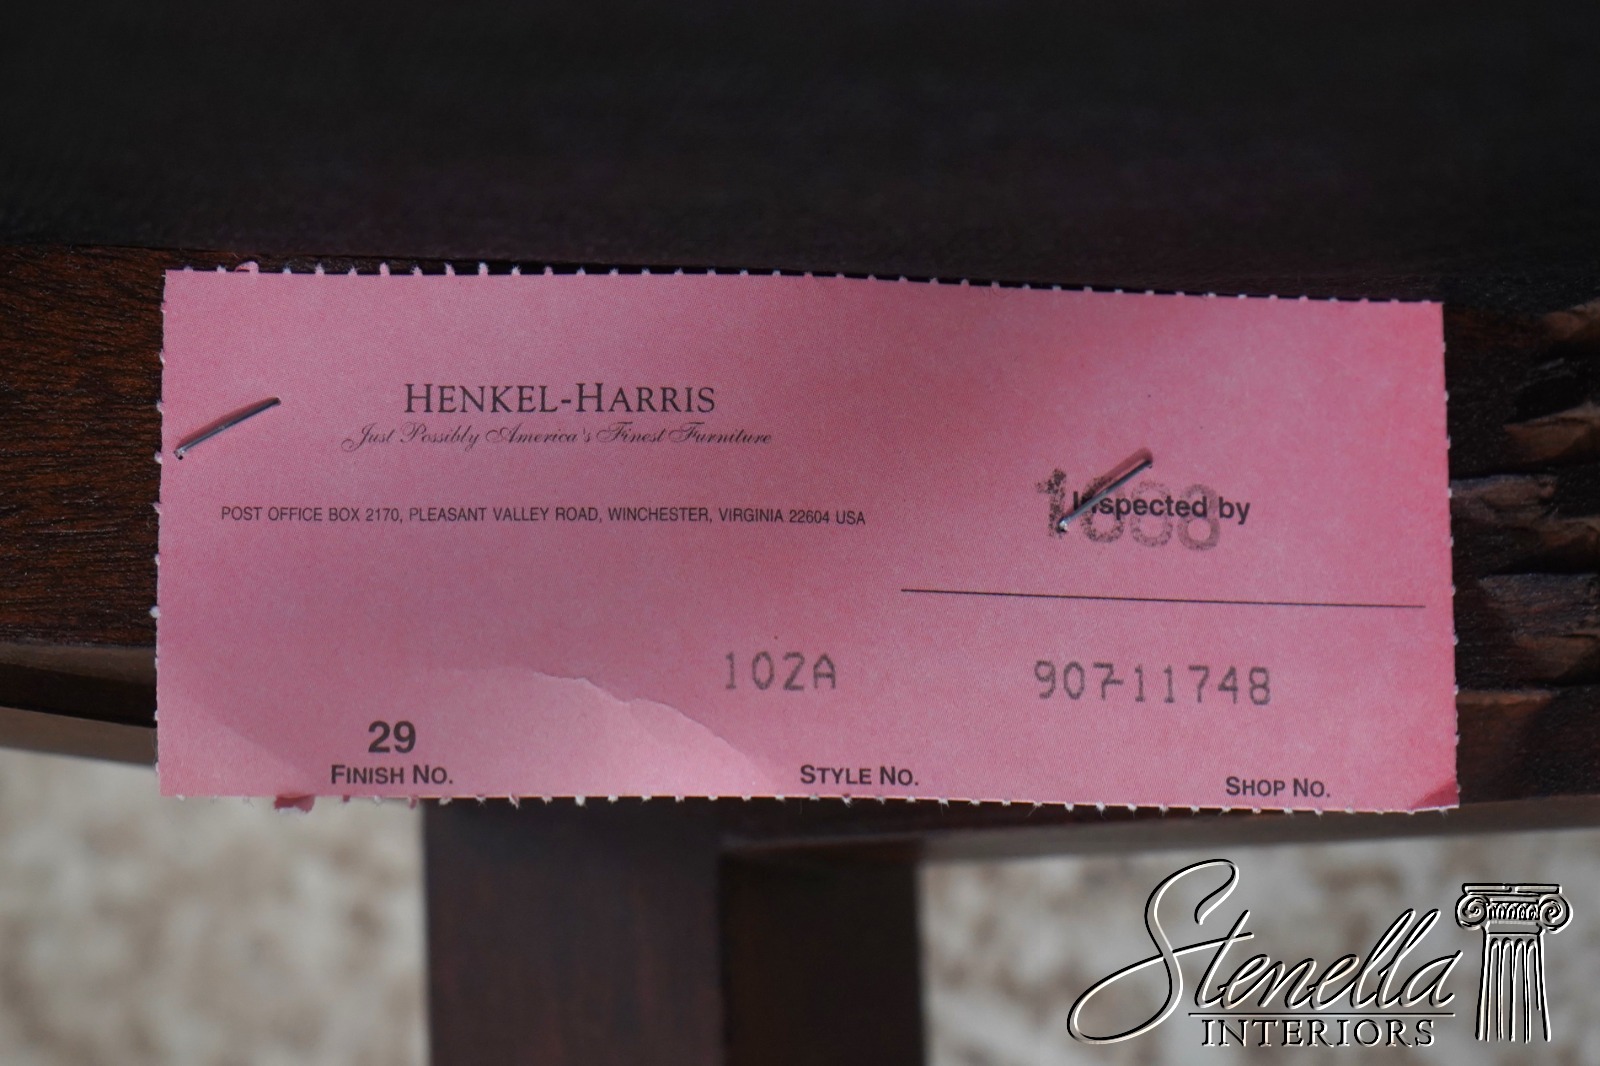 HENKEL-HARRIS
Just Possibly America's Finest Furniture
POST OFFICE BOX 2170, PLEASANT VALLEY ROAD, WINCHESTER, VIRGINIA 22604 USA
Inspected by
102A
907-11748
29
FINISH NO.
STYLE NO.
SHOP NO.
Stenella
INTERIORS